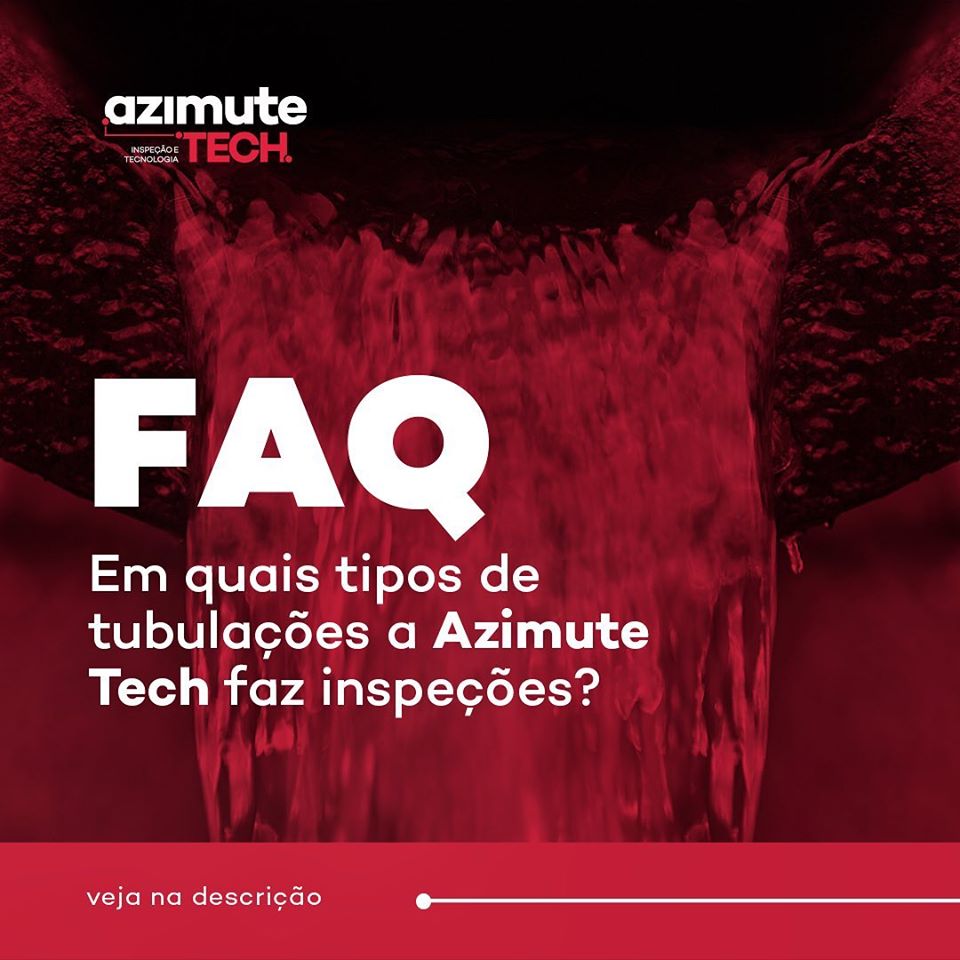 azimute
INSPEÇÃO E
TECNOLOGIA
TECH.
FAQ
Em quais tipos de
tubulações a Azimute
Tech faz inspeções?
veja na descrição